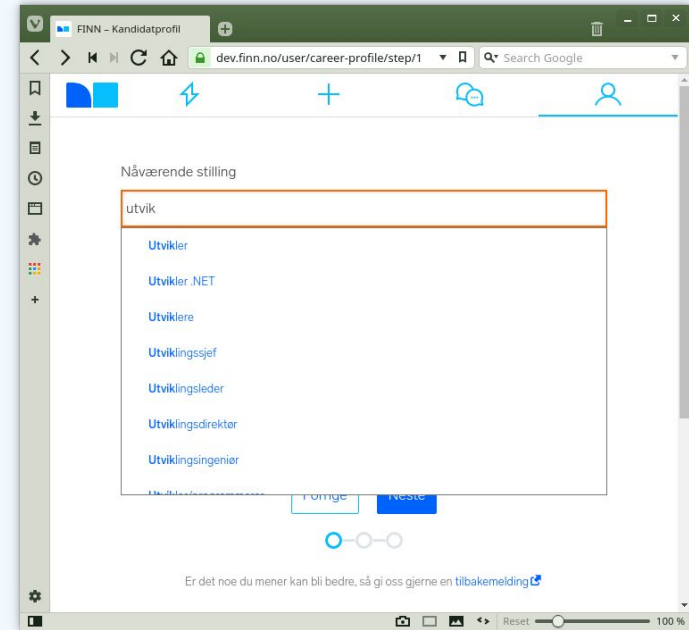 FINN – Kandidatprofil
dev.finn.no/user/career-profile/step/1
Search Google
Nåværende stilling
utvik
Utvikler
Utvikler .NET
Utviklere
Utviklingssjef
Utviklingsleder
Utviklingsdirektør
Utviklingsingeniør
Utvikler/programmerer
Forrige Neste
Er det noe du mener kan bli bedre, så gi oss gjerne en tilbakemelding
Reset 100 %